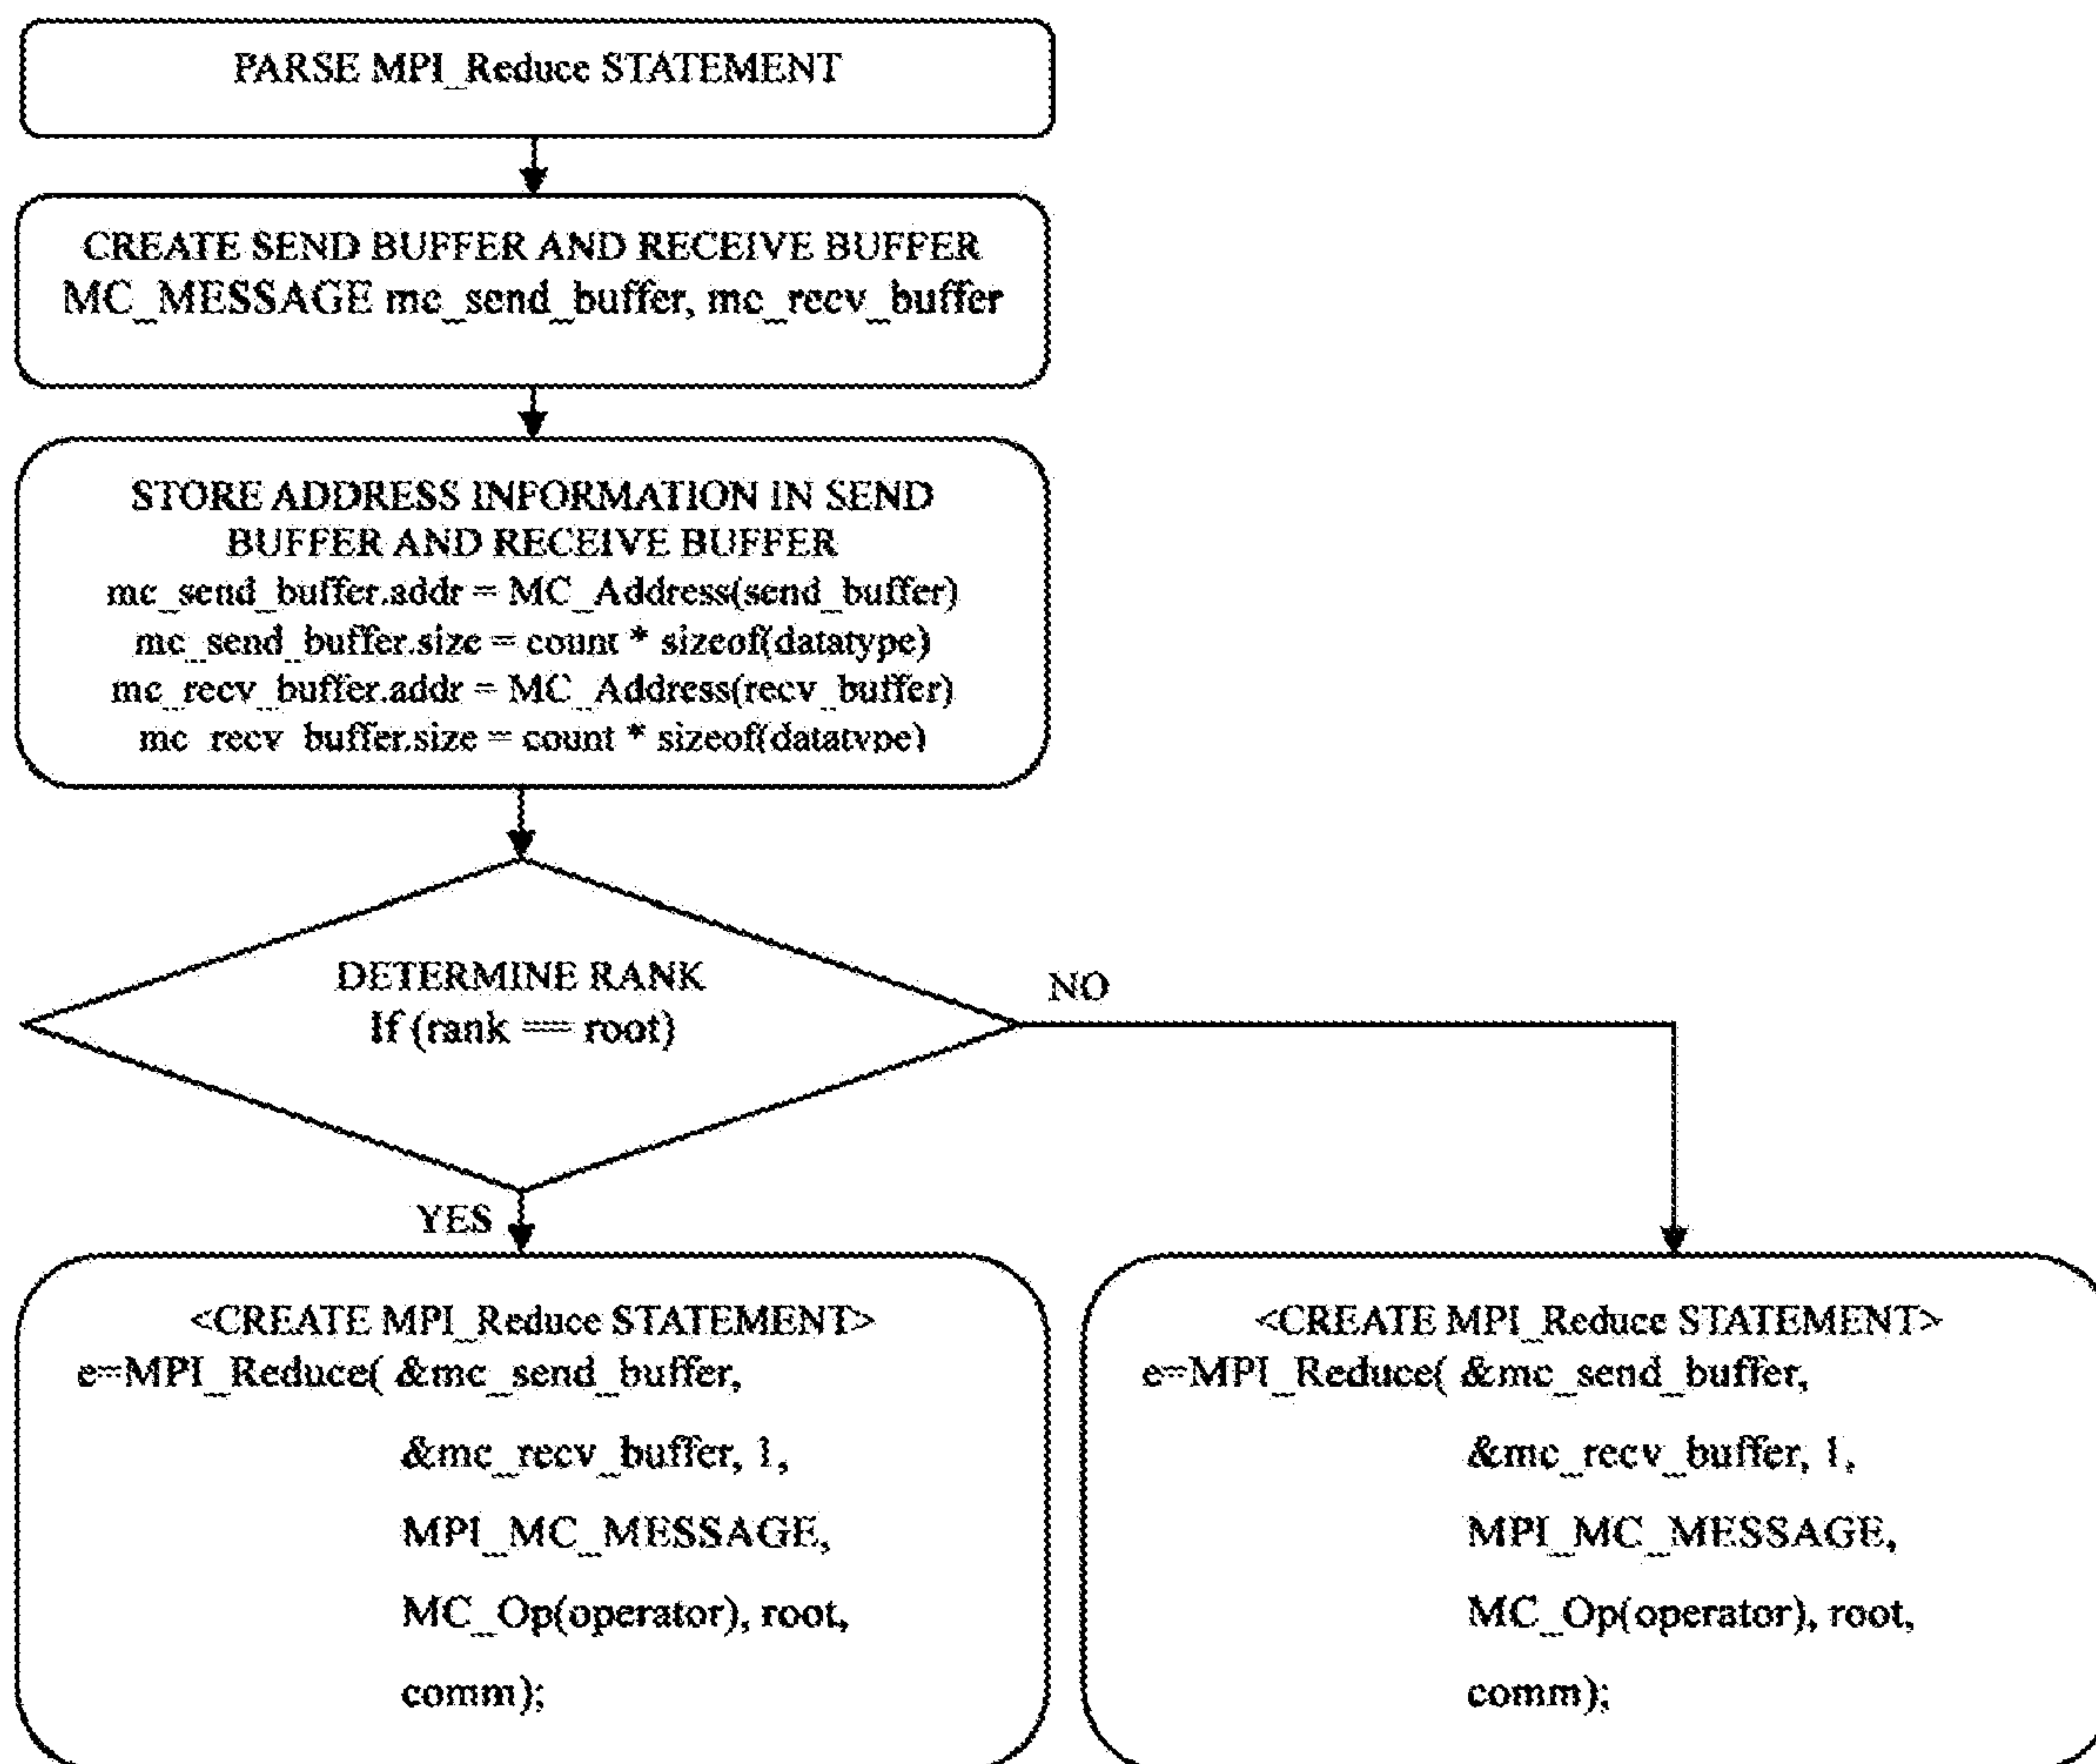 PARSE MPI_Reduce STATEMENT
CREATE SEND BUFFER AND RECEIVE BUFFER
MC_MESSAGE mc_send_buffer, mc_recv_buffer
STORE ADDRESS INFORMATION IN SEND
BUFFER AND RECEIVE BUFFER
mc_send_buffer.addr = MC_Address(send_buffer)
mc_send_buffer.size = count * sizeof(datatype)
mc_recv_buffer.addr = MC_Address(recv_buffer)
mc_recv_buffer.size = count * sizeof(datatype)
DETERMINE RANK
If (rank == root)
NO
YES
<CREATE MPI_Reduce STATEMENT>
e=MPI_Reduce( &mc_send_buffer,
&mc_recv_buffer, 1,
MPI_MC_MESSAGE,
MC_Op(operator), root,
comm);
<CREATE MPI_Reduce STATEMENT>
e=MPI_Reduce( &mc_send_buffer,
&mc_recv_buffer, 1,
MPI_MC_MESSAGE,
MC_Op(operator), root,
comm);